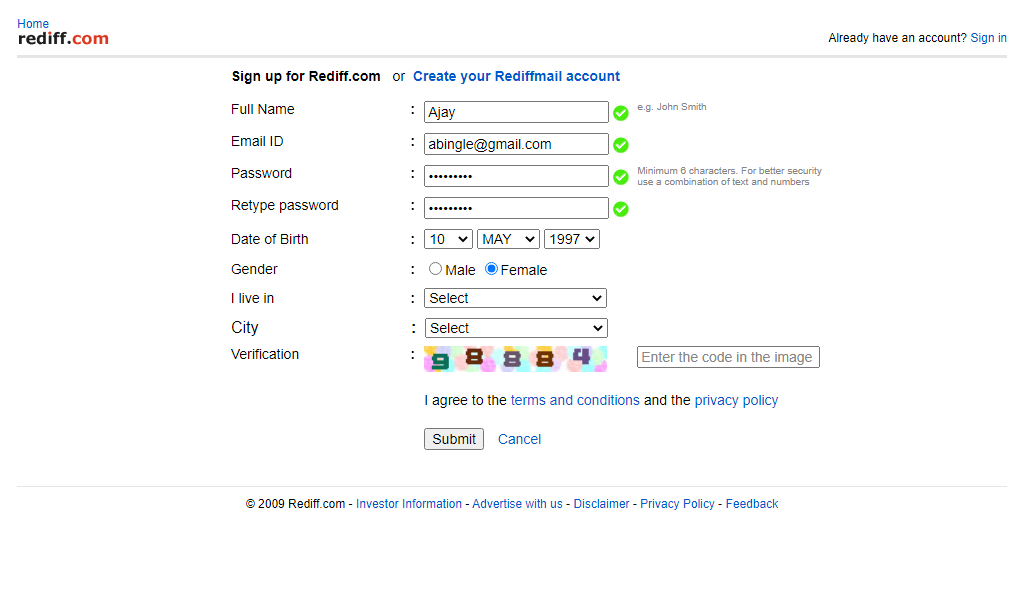 Home
rediff.com
Already have an account? Sign in
Sign up for Rediff.com or Create your Rediffmail account
Full Name : Ajay e.g. John Smith
Email ID : abingle@gmail.com
Password : ••••••••• Minimum 6 characters. For better security
use a combination of text and numbers
Retype password : •••••••••
Date of Birth : 10 MAY 1997
Gender : Male Female
I live in : Select
City : Select
Verification : 98884 Enter the code in the image
I agree to the terms and conditions and the privacy policy
Submit Cancel
© 2009 Rediff.com - Investor Information - Advertise with us - Disclaimer - Privacy Policy - Feedback